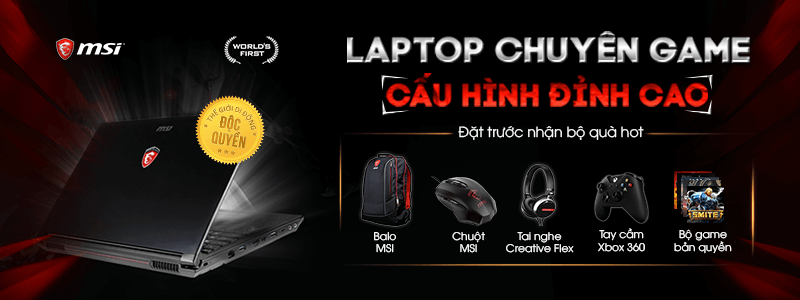 msi
WORLD'S
FIRST
THẾ GIỚI DI ĐỘNG
ĐỘC
QUYỀN
msi
LAPTOP CHUYÊN GAME
CẤU HÌNH ĐỈNH CAO
Đặt trước nhận bộ quà hot
Balo
MSI
Chuột
MSI
Tai nghe
Creative Flex
Tay cầm
Xbox 360
SMITE
Bộ game
bản quyền